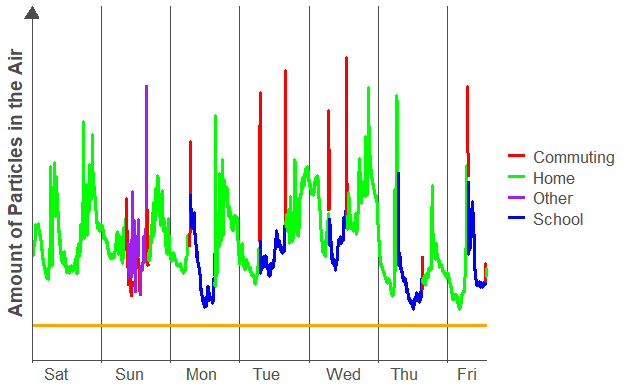 Amount of Particles in the Air
Commuting
Home
Other
School
Sat Sun Mon Tue Wed Thu Fri